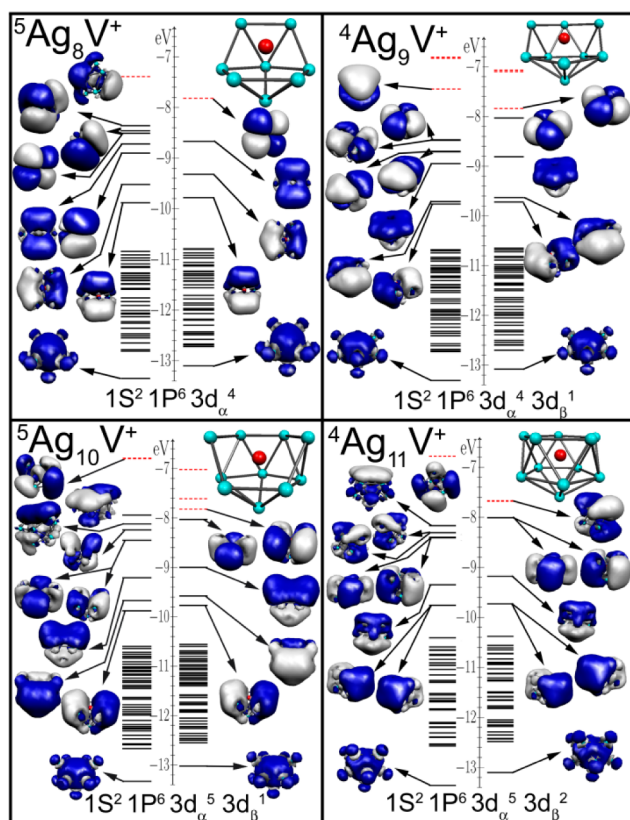 ⁵Ag₈V⁺
eV
-7
-8
-9
-10
-11
-12
-13
1S² 1P⁶ 3dα⁴
⁴Ag₉V⁺
eV
-7
-8
-9
-10
-11
-12
-13
1S² 1P⁶ 3dα⁴ 3dβ¹
⁵Ag₁₀V⁺
eV
-7
-8
-9
-10
-11
-12
-13
1S² 1P⁶ 3dα⁵ 3dβ¹
⁴Ag₁₁V⁺
eV
-7
-8
-9
-10
-11
-12
-13
1S² 1P⁶ 3dα⁵ 3dβ²